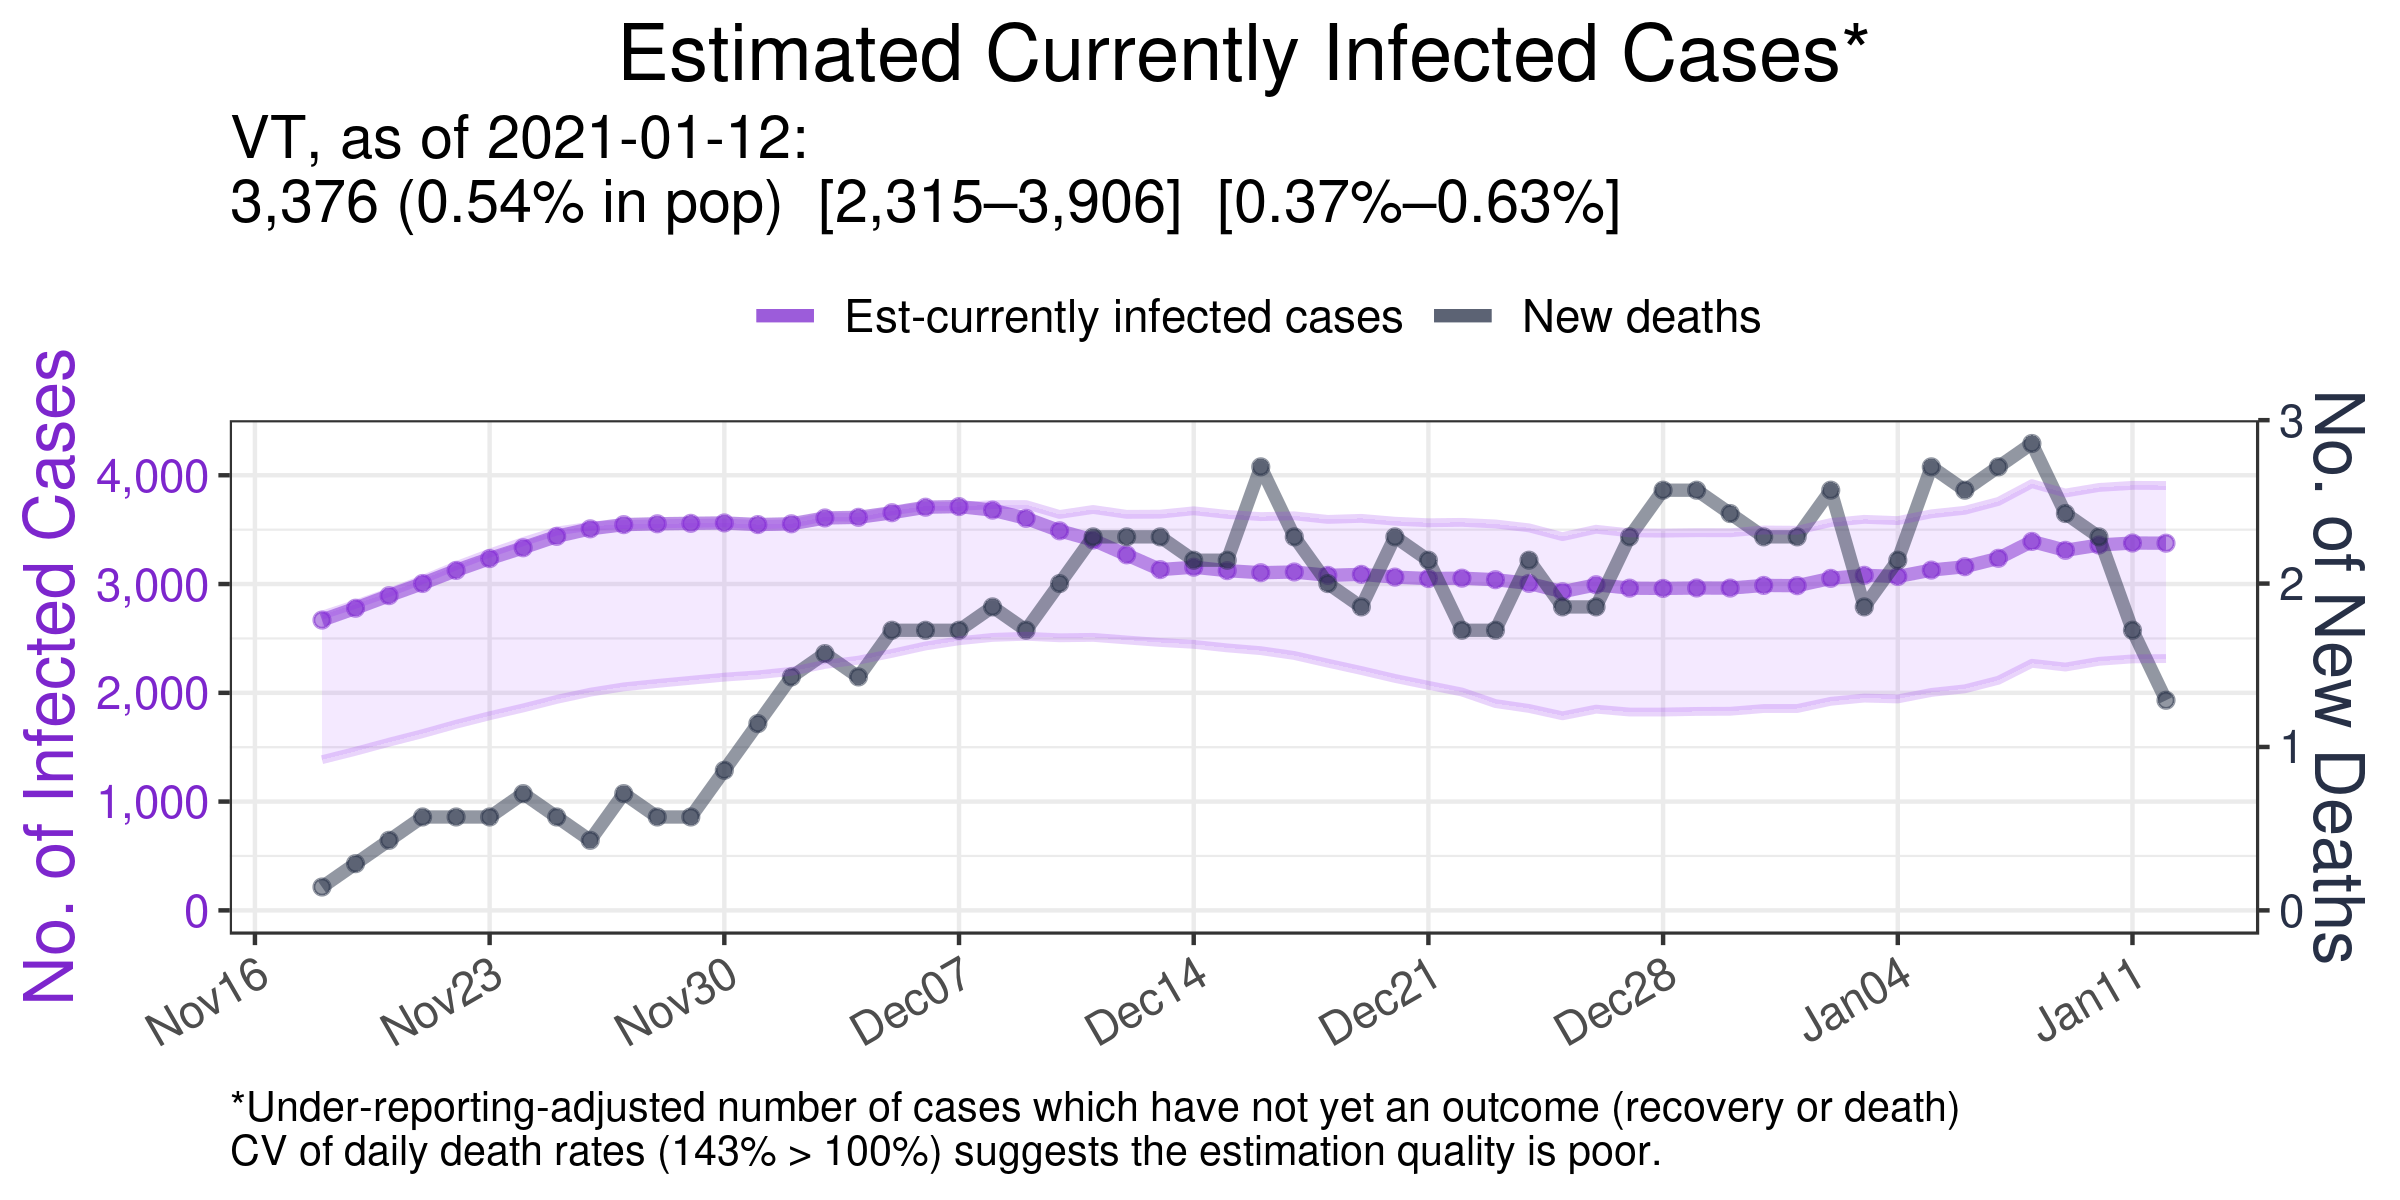 Estimated Currently Infected Cases*
VT, as of 2021-01-12:
3,376 (0.54% in pop)  [2,315–3,906]  [0.37%–0.63%]
Est-currently infected cases
New deaths
No. of Infected Cases
4,000
3,000
2,000
1,000
0
3
2
1
0
No. of New Deaths
Nov16
Nov23
Nov30
Dec07
Dec14
Dec21
Dec28
Jan04
Jan11
*Under-reporting-adjusted number of cases which have not yet an outcome (recovery or death)
CV of daily death rates (143% > 100%) suggests the estimation quality is poor.